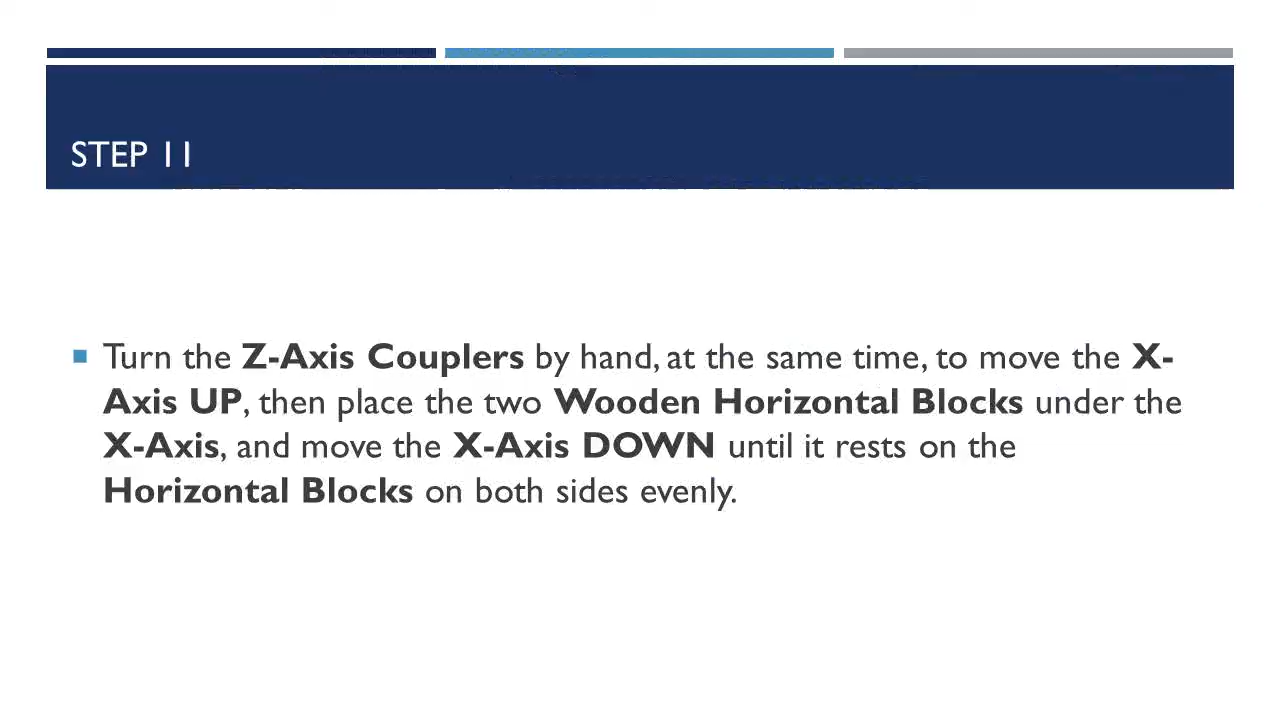 STEP 11
Turn the Z-Axis Couplers by hand, at the same time, to move the X-
Axis UP, then place the two Wooden Horizontal Blocks under the
X-Axis, and move the X-Axis DOWN until it rests on the
Horizontal Blocks on both sides evenly.